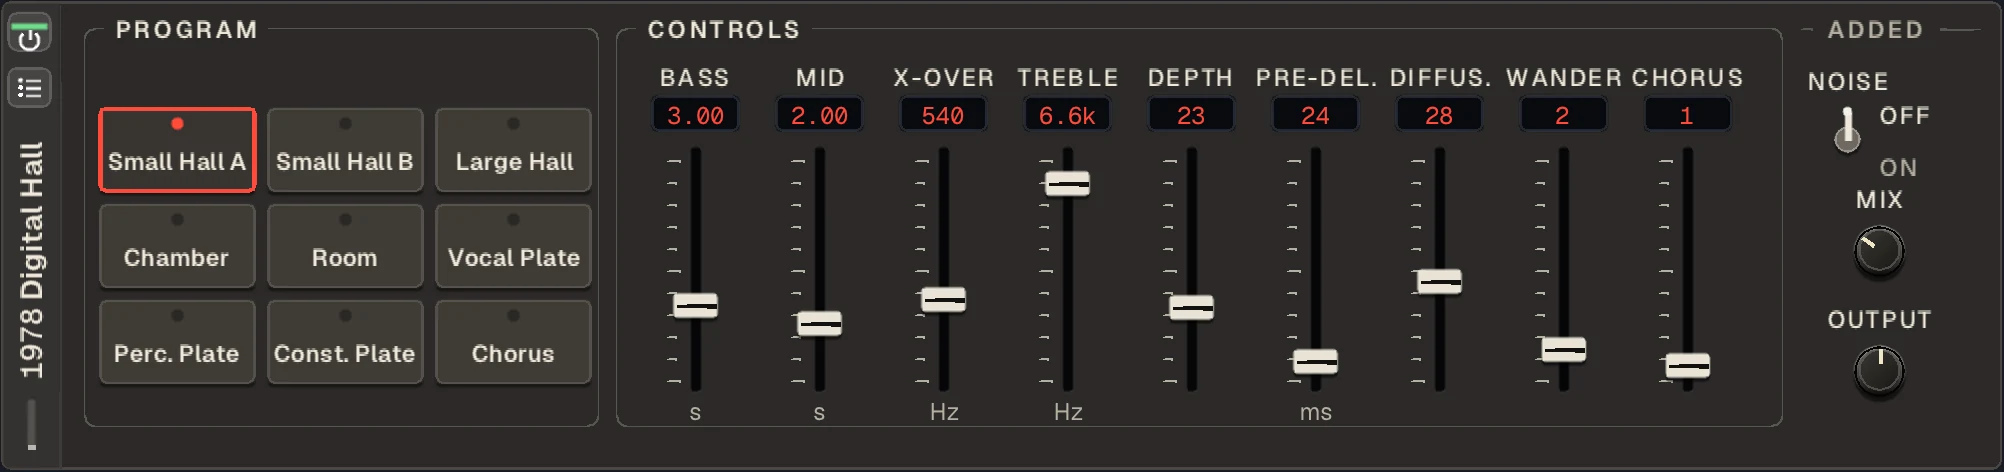 1978 Digital Hall
PROGRAM
Small Hall A
Small Hall B
Large Hall
Chamber
Room
Vocal Plate
Perc. Plate
Const. Plate
Chorus
CONTROLS
BASS MID X-OVER TREBLE DEPTH PRE-DEL. DIFFUS. WANDER CHORUS
3.00 2.00 540 6.6k 23 24 28 2 1
s s Hz Hz ms
ADDED
NOISE
OFF
ON
MIX
OUTPUT